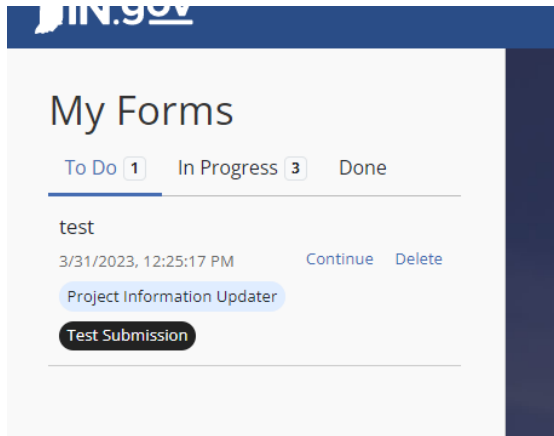 IN.gov
My Forms
To Do 1 In Progress 3 Done
test
3/31/2023, 12:25:17 PM Continue Delete
Project Information Updater
Test Submission